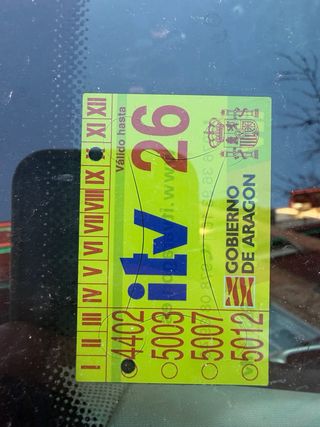 I II III IV V VI VII VIII IX X XI XII
Válido hasta
itv 26
GOBIERNO
DE ARAGON
4402
5003
5007
5012